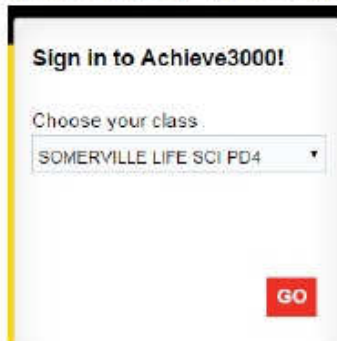 Sign in to Achieve3000!
Choose your class
SOMERVILLE LIFE SCI PD4
GO